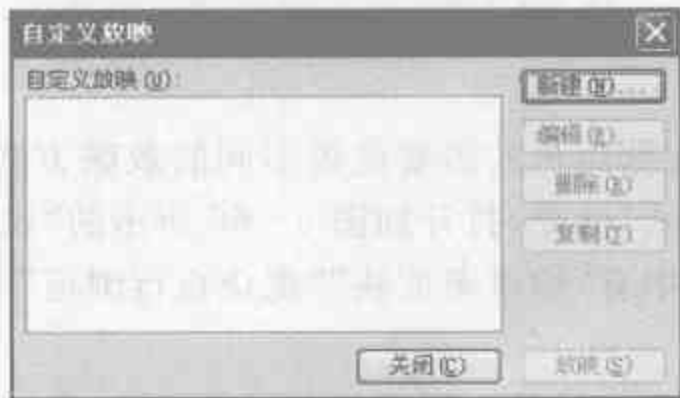 自定义放映
自定义放映(U):
新建(N)...
编辑(E)...
删除(R)
复制(Y)
关闭(C)
放映(S)